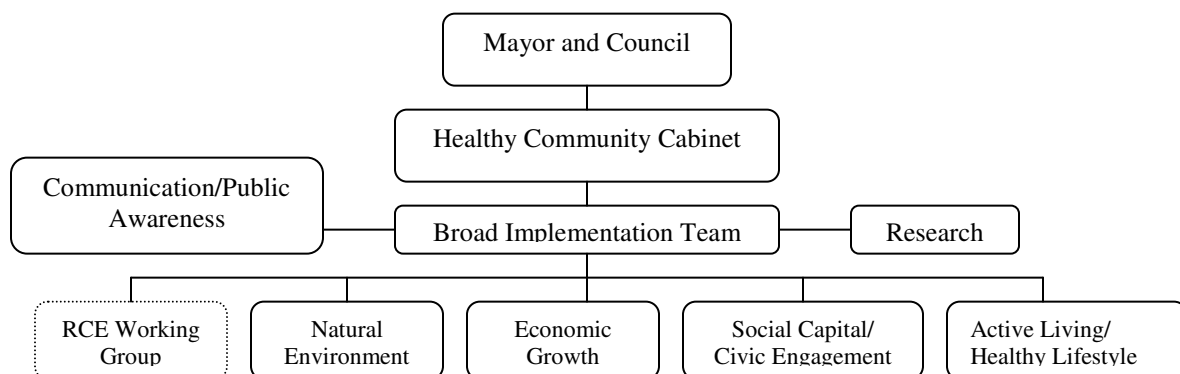 Mayor and Council
Healthy Community Cabinet
Communication/Public
Awareness
Broad Implementation Team
Research
RCE Working
Group
Natural
Environment
Economic
Growth
Social Capital/
Civic Engagement
Active Living/
Healthy Lifestyle